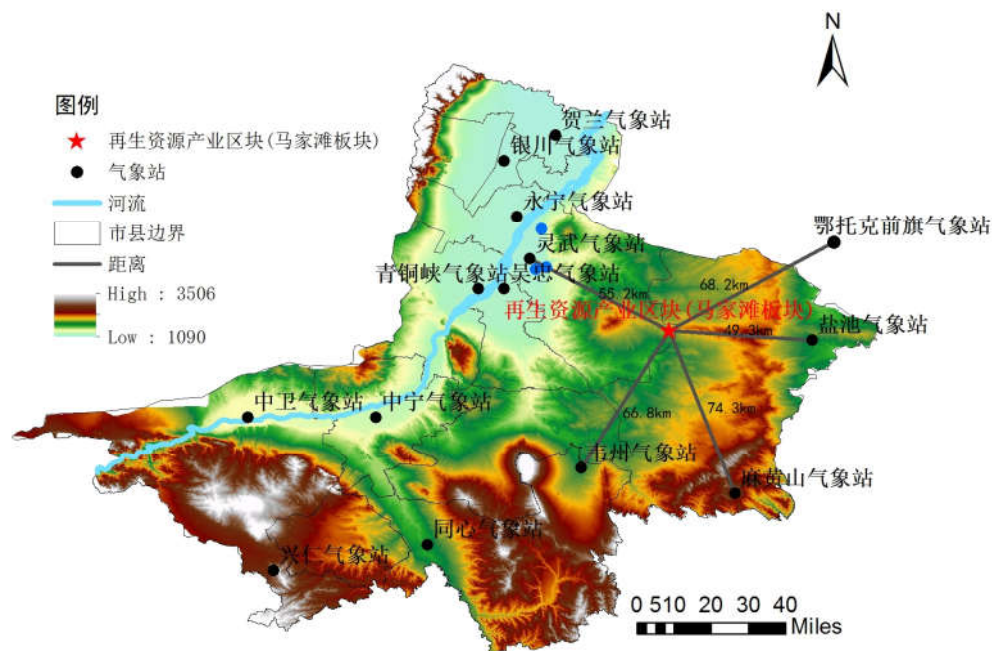 N
图例
再生资源产业区块(马家滩板块)
气象站
河流
市县边界
距离
High : 3506
Low : 1090
贺兰气象站
银川气象站
永宁气象站
灵武气象站
鄂托克前旗气象站
青铜峡气象站
吴忠气象站
55.2km
68.2km
再生资源产业区块(马家滩板块)
49.3km
盐池气象站
中卫气象站
中宁气象站
66.8km
74.3km
韦州气象站
麻黄山气象站
同心气象站
兴仁气象站
0 5 10 20 30 40
Miles